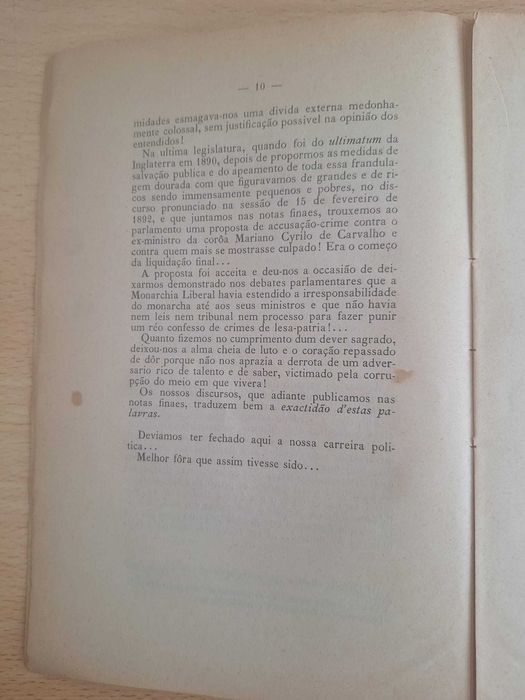 — 10 —
midades esmagava-nos uma divida externa medonha-
mente colossal, sem justificação possivel na opinião dos
entendidos!
Na ultima legislatura, quando foi do ultimatum da
Inglaterra em 1890, depois de propormos as medidas de
salvação publica e do apeamento de toda essa frandula-
gem dourada com que figuravamos de grandes e de ri-
cos sendo immensamente pequenos e pobres, no dis-
curso pronunciado na sessão de 15 de fevereiro de
1892, e que juntamos nas notas finaes, trouxemos ao
parlamento uma proposta de accusação-crime contra o
ex-ministro da corôa Mariano Cyrilo de Carvalho e
contra quem mais se mostrasse culpado! Era o começo
da liquidação final...
A proposta foi acceita e deu-nos a occasião de dei-
xarmos demonstrado nos debates parlamentares que a
Monarchia Liberal havia estendido a irresponsabilidade
do monarcha até aos seus ministros e que não havia
nem leis nem tribunal nem processo para fazer punir
um réo confesso de crimes de lesa-patria!...
Quanto fizemos no cumprimento dum dever sagrado,
deixou-nos a alma cheia de luto e o coração repassado
de dôr porque não nos aprazia a derrota de um adver-
sario rico de talento e de saber, victimado pela corru-
pção do meio em que vivera!
Os nossos discursos, que adiante publicamos nas
notas finaes, traduzem bem a exactidão d'estas pa-
lavras.
Deviamos ter fechado aqui a nossa carreira poli-
tica...
Melhor fôra que assim tivesse sido...